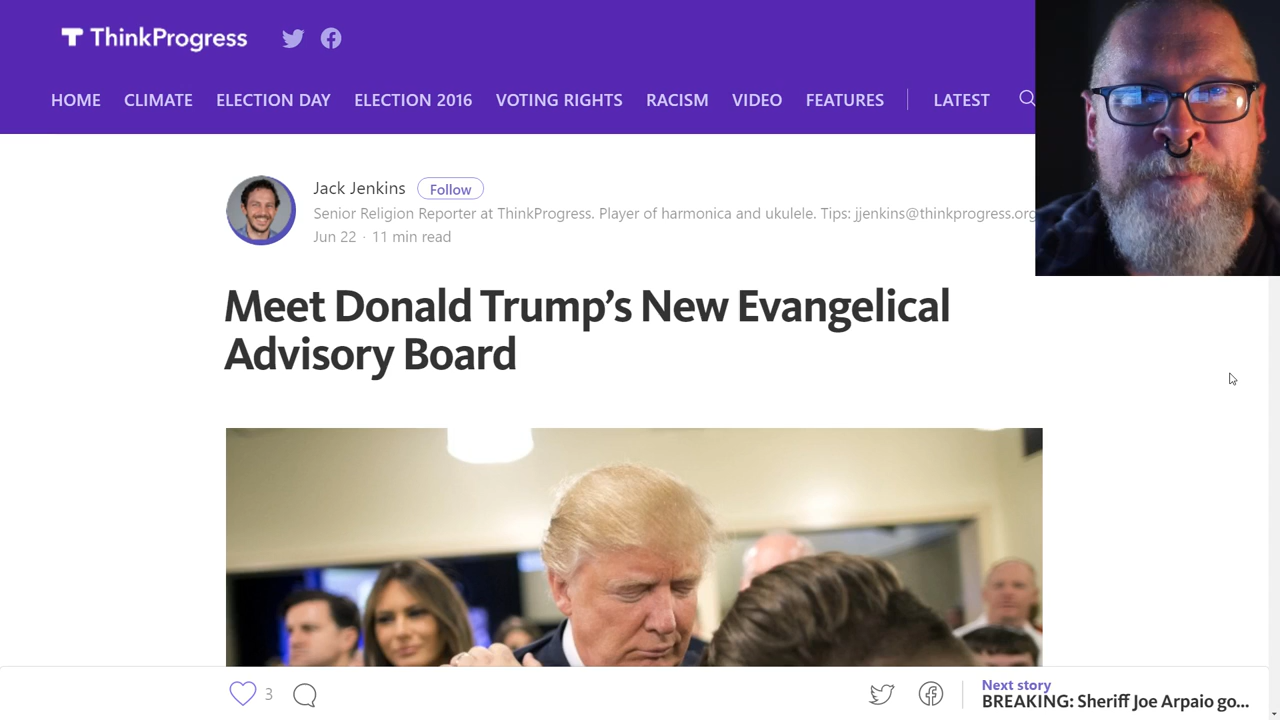 ThinkProgress
HOME CLIMATE ELECTION DAY ELECTION 2016 VOTING RIGHTS RACISM VIDEO FEATURES LATEST
Jack Jenkins Follow
Senior Religion Reporter at ThinkProgress. Player of harmonica and ukulele. Tips: jjenkins@thinkprogress.org
Jun 22 · 11 min read
Meet Donald Trump’s New Evangelical
Advisory Board
3
Next story
BREAKING: Sheriff Joe Arpaio go...